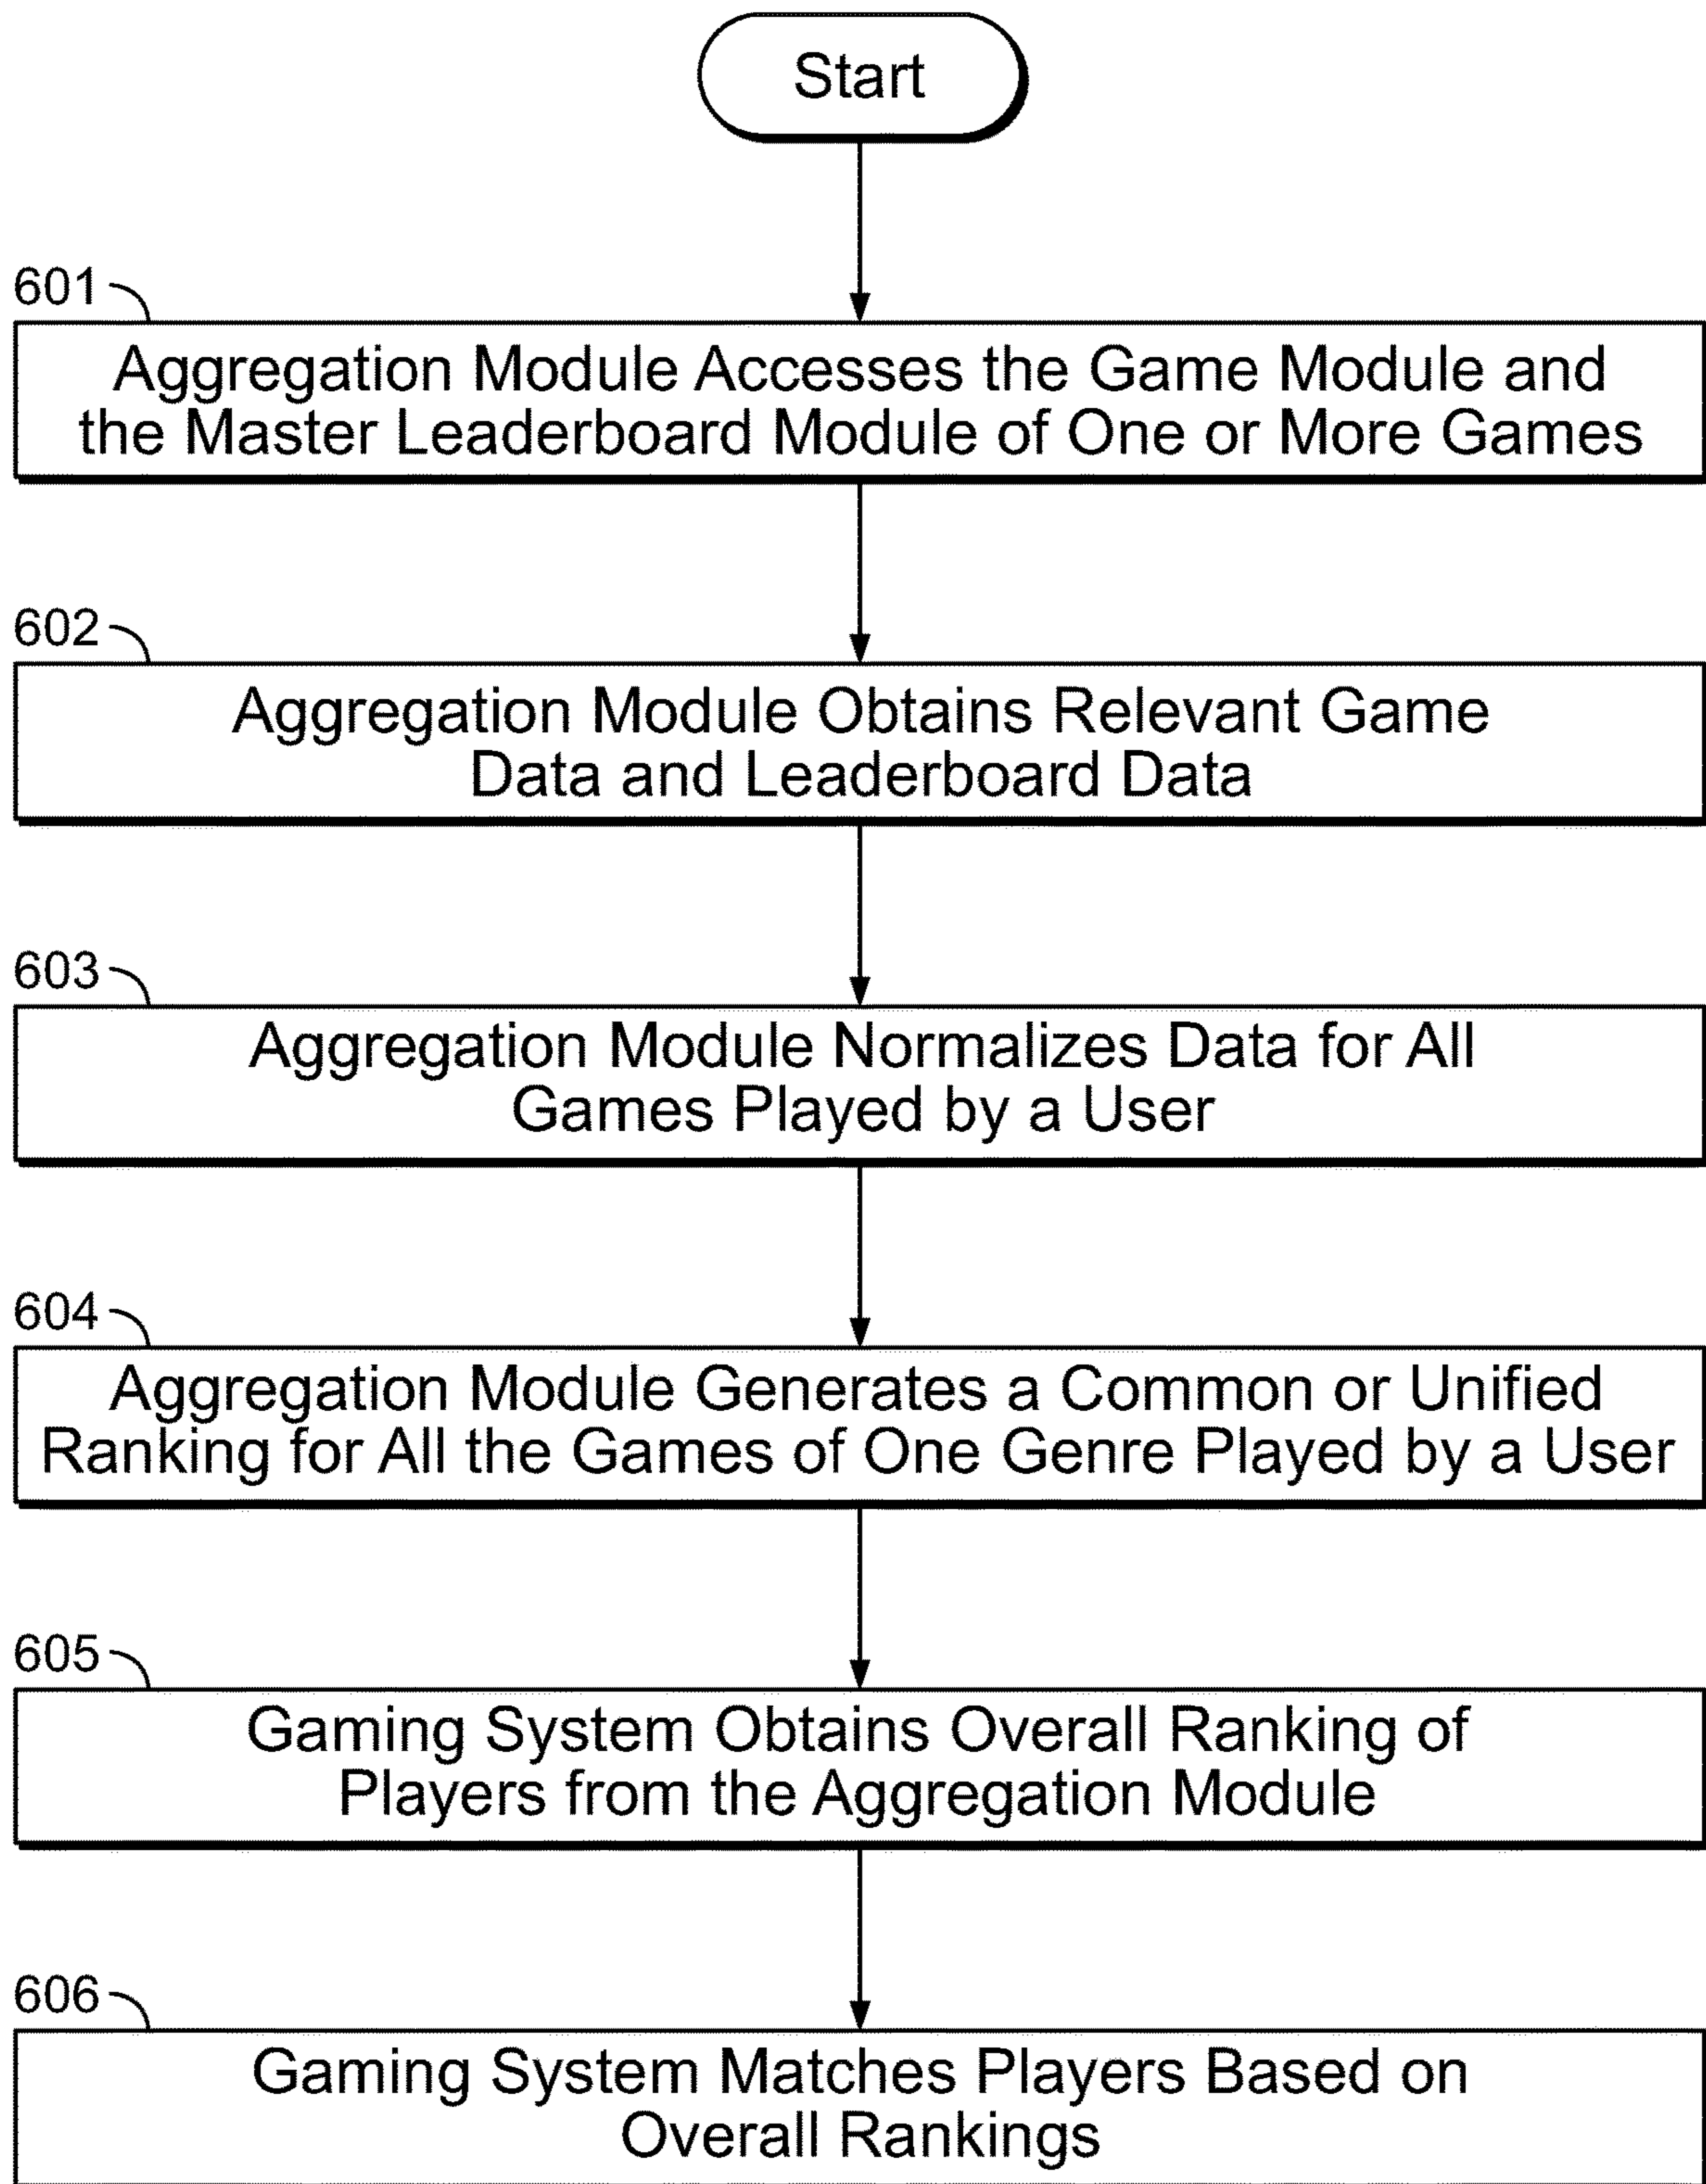 Start
601
Aggregation Module Accesses the Game Module and
the Master Leaderboard Module of One or More Games
602
Aggregation Module Obtains Relevant Game
Data and Leaderboard Data
603
Aggregation Module Normalizes Data for All
Games Played by a User
604
Aggregation Module Generates a Common or Unified
Ranking for All the Games of One Genre Played by a User
605
Gaming System Obtains Overall Ranking of
Players from the Aggregation Module
606
Gaming System Matches Players Based on
Overall Rankings